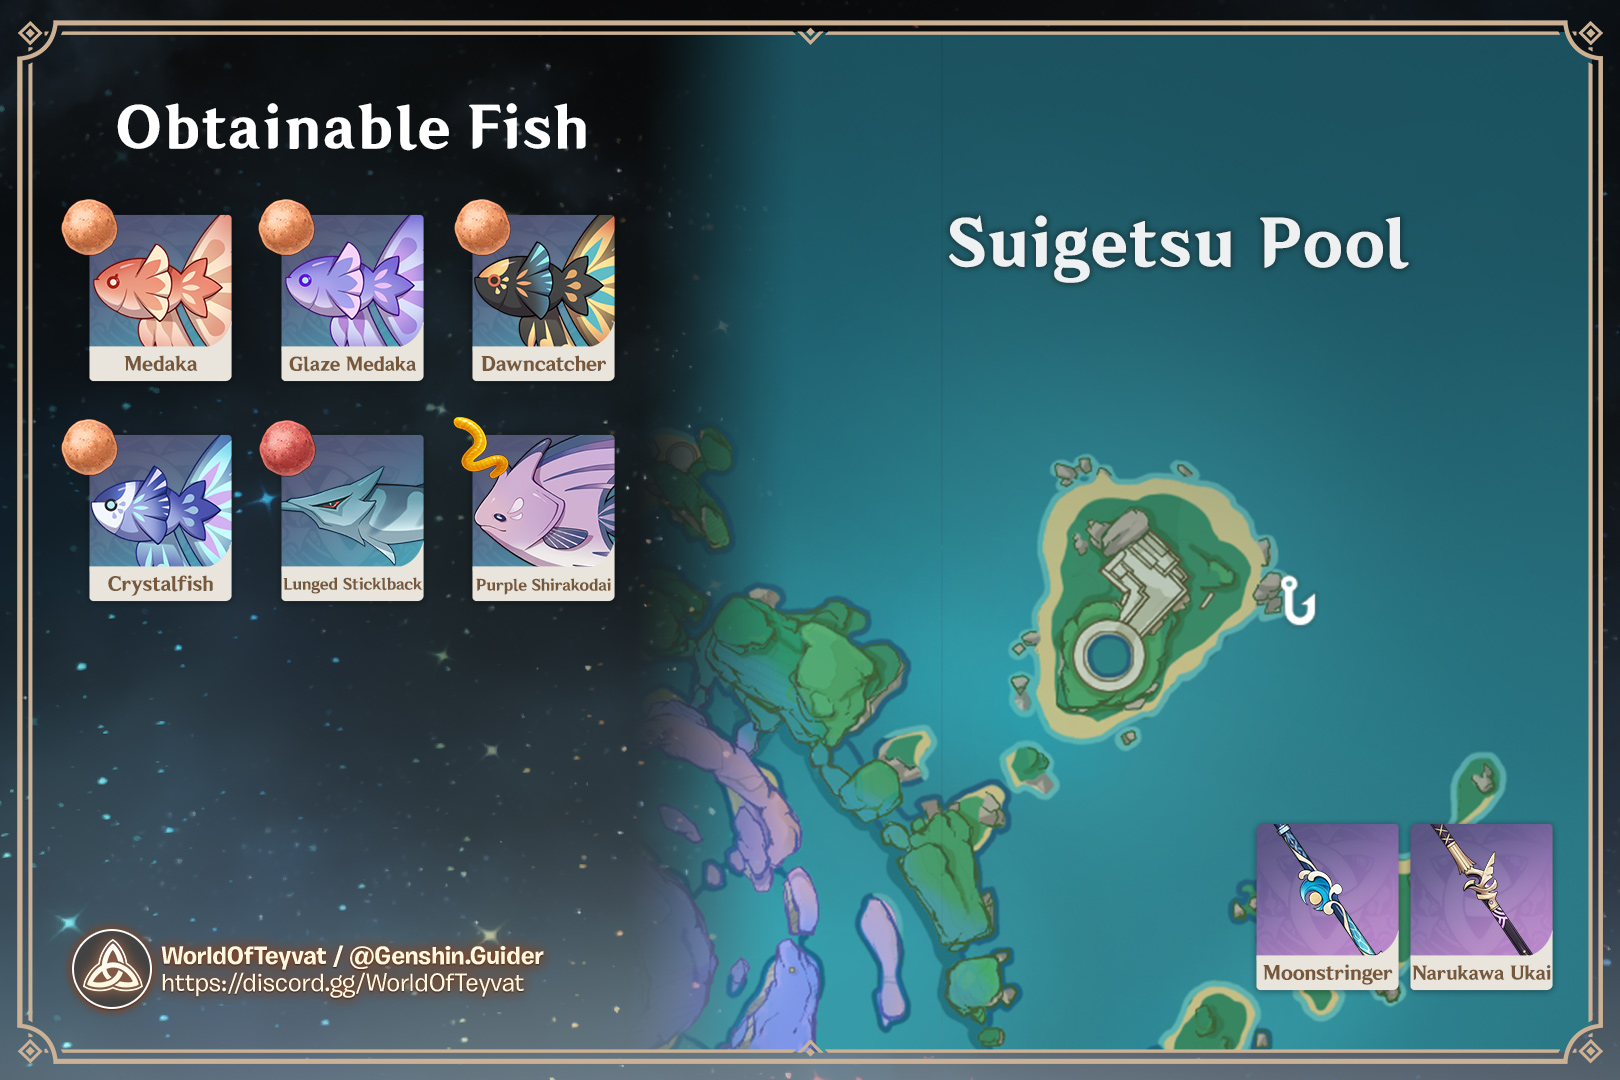 Obtainable Fish
Medaka
Glaze Medaka
Dawncatcher
Crystalfish
Lunged Sticklback
Purple Shirakodai
Suigetsu Pool
Moonstringer
Narukawa Ukai
WorldOfTeyvat / @Genshin.Guider
https://discord.gg/WorldOfTeyvat